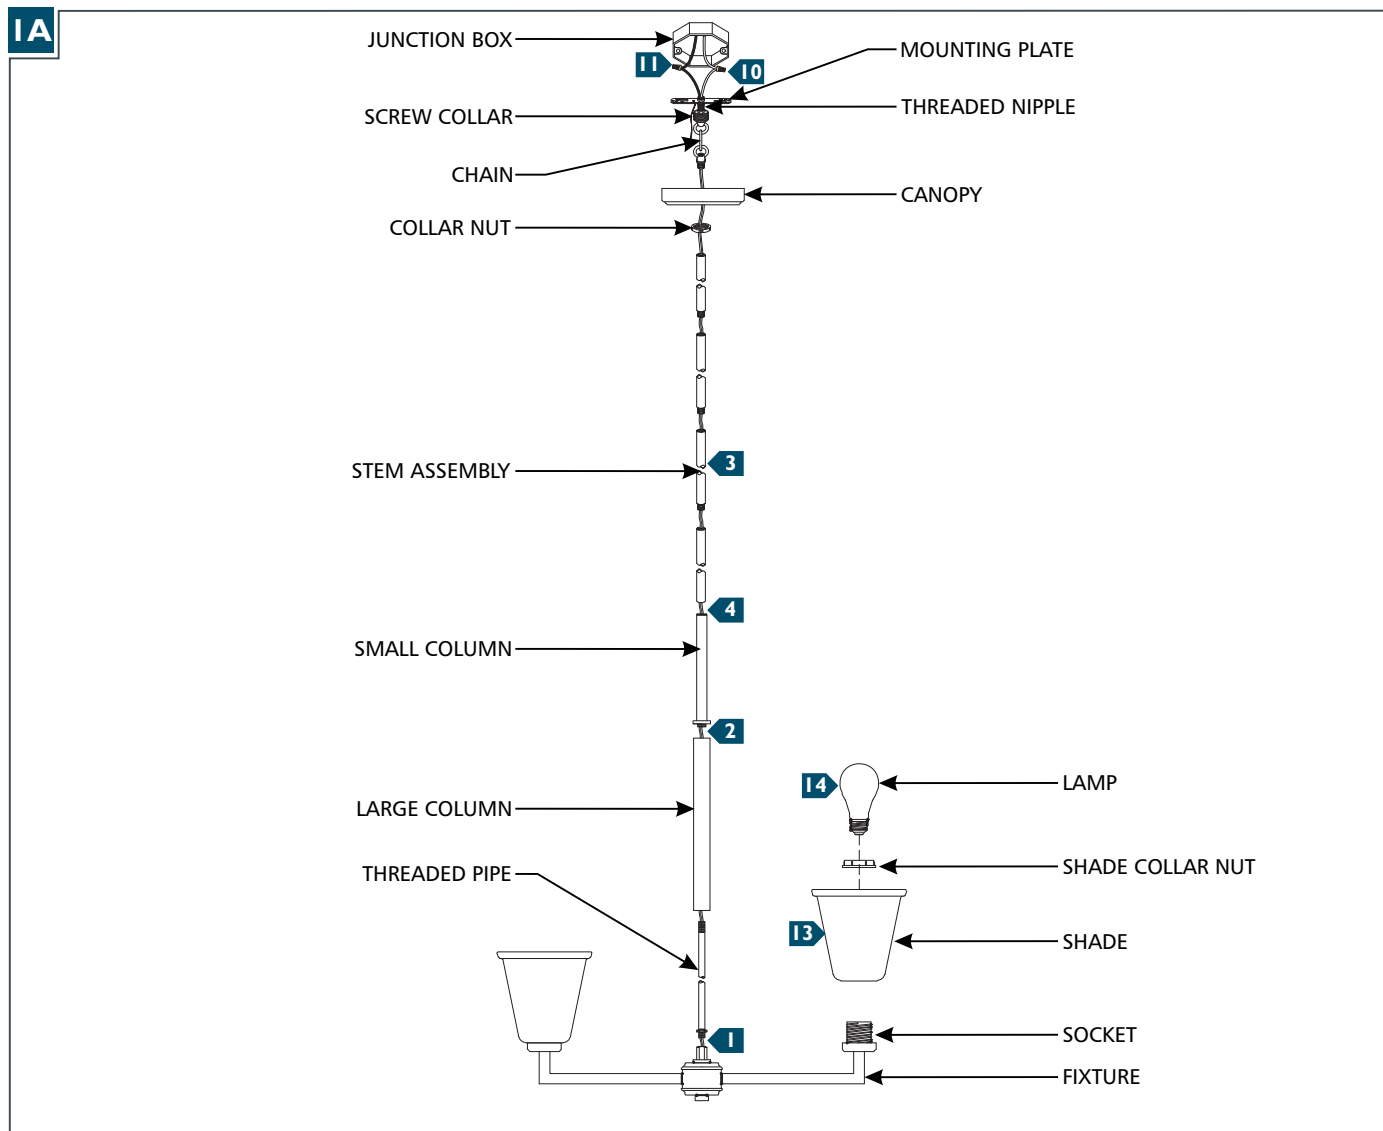 1A
JUNCTION BOX
MOUNTING PLATE
11
10
THREADED NIPPLE
SCREW COLLAR
CHAIN
CANOPY
COLLAR NUT
STEM ASSEMBLY
3
4
SMALL COLUMN
2
14
LAMP
LARGE COLUMN
SHADE COLLAR NUT
THREADED PIPE
13
SHADE
SOCKET
1
FIXTURE